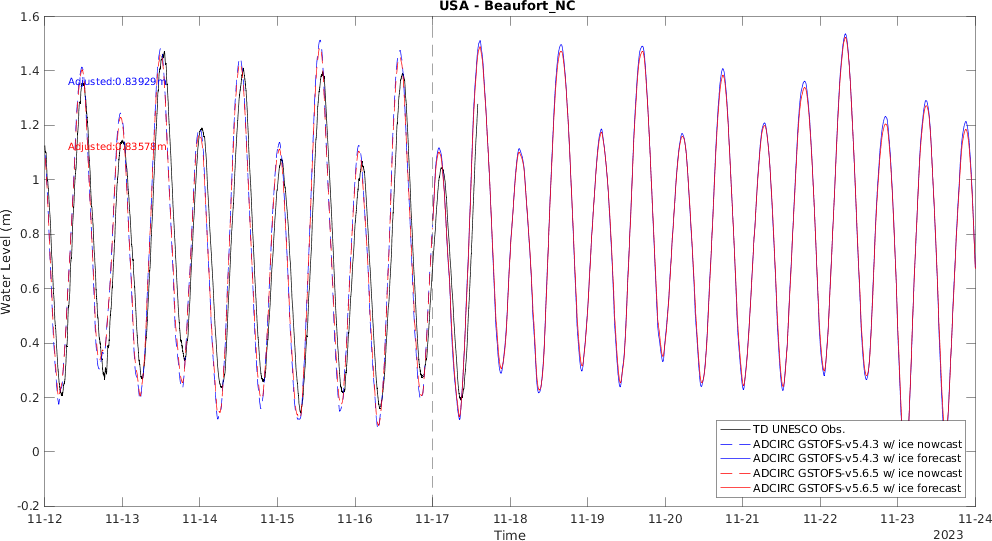 USA - Beaufort_NC
1.6
1.4
1.2
1
0.8
0.6
0.4
0.2
0
-0.2
Water Level (m)
Adjusted:0.83929m
Adjusted:0.83578m
TD UNESCO Obs.
ADCIRC GSTOFS-v5.4.3 w/ ice nowcast
ADCIRC GSTOFS-v5.4.3 w/ ice forecast
ADCIRC GSTOFS-v5.6.5 w/ ice nowcast
ADCIRC GSTOFS-v5.6.5 w/ ice forecast
11-12 11-13 11-14 11-15 11-16 11-17 11-18 11-19 11-20 11-21 11-22 11-23 11-24
Time
2023